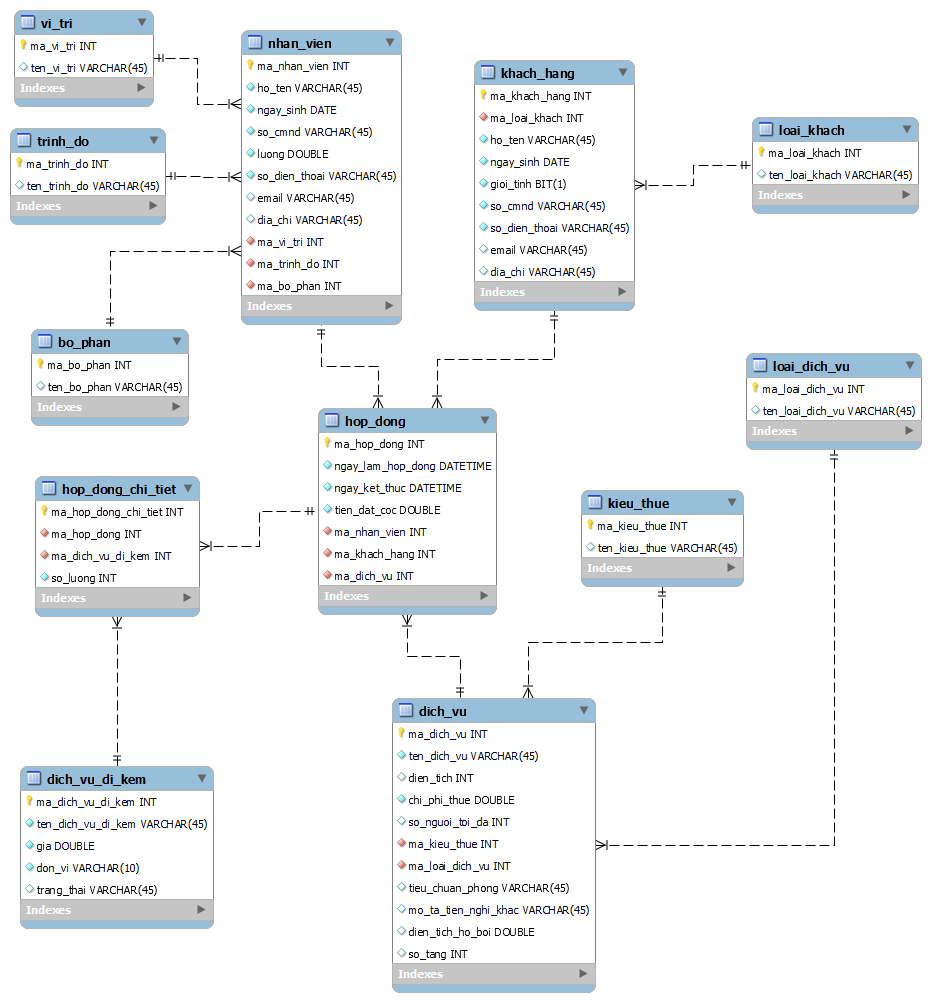 vi_tri
ma_vi_tri INT
ten_vi_tri VARCHAR(45)
Indexes
trinh_do
ma_trinh_do INT
ten_trinh_do VARCHAR(45)
Indexes
bo_phan
ma_bo_phan INT
ten_bo_phan VARCHAR(45)
Indexes
nhan_vien
ma_nhan_vien INT
ho_ten VARCHAR(45)
ngay_sinh DATE
so_cmnd VARCHAR(45)
luong DOUBLE
so_dien_thoai VARCHAR(45)
email VARCHAR(45)
dia_chi VARCHAR(45)
ma_vi_tri INT
ma_trinh_do INT
ma_bo_phan INT
Indexes
khach_hang
ma_khach_hang INT
ma_loai_khach INT
ho_ten VARCHAR(45)
ngay_sinh DATE
gioi_tinh BIT(1)
so_cmnd VARCHAR(45)
so_dien_thoai VARCHAR(45)
email VARCHAR(45)
dia_chi VARCHAR(45)
Indexes
loai_khach
ma_loai_khach INT
ten_loai_khach VARCHAR(45)
Indexes
loai_dich_vu
ma_loai_dich_vu INT
ten_loai_dich_vu VARCHAR(45)
Indexes
hop_dong
ma_hop_dong INT
ngay_lam_hop_dong DATETIME
ngay_ket_thuc DATETIME
tien_dat_coc DOUBLE
ma_nhan_vien INT
ma_khach_hang INT
ma_dich_vu INT
Indexes
hop_dong_chi_tiet
ma_hop_dong_chi_tiet INT
ma_hop_dong INT
ma_dich_vu_di_kem INT
so_luong INT
Indexes
kieu_thue
ma_kieu_thue INT
ten_kieu_thue VARCHAR(45)
Indexes
dich_vu
ma_dich_vu INT
ten_dich_vu VARCHAR(45)
dien_tich INT
chi_phi_thue DOUBLE
so_nguoi_toi_da INT
ma_kieu_thue INT
ma_loai_dich_vu INT
tieu_chuan_phong VARCHAR(45)
mo_ta_tien_nghi_khac VARCHAR(45)
dien_tich_ho_boi DOUBLE
so_tang INT
Indexes
dich_vu_di_kem
ma_dich_vu_di_kem INT
ten_dich_vu_di_kem VARCHAR(45)
gia DOUBLE
don_vi VARCHAR(10)
trang_thai VARCHAR(45)
Indexes